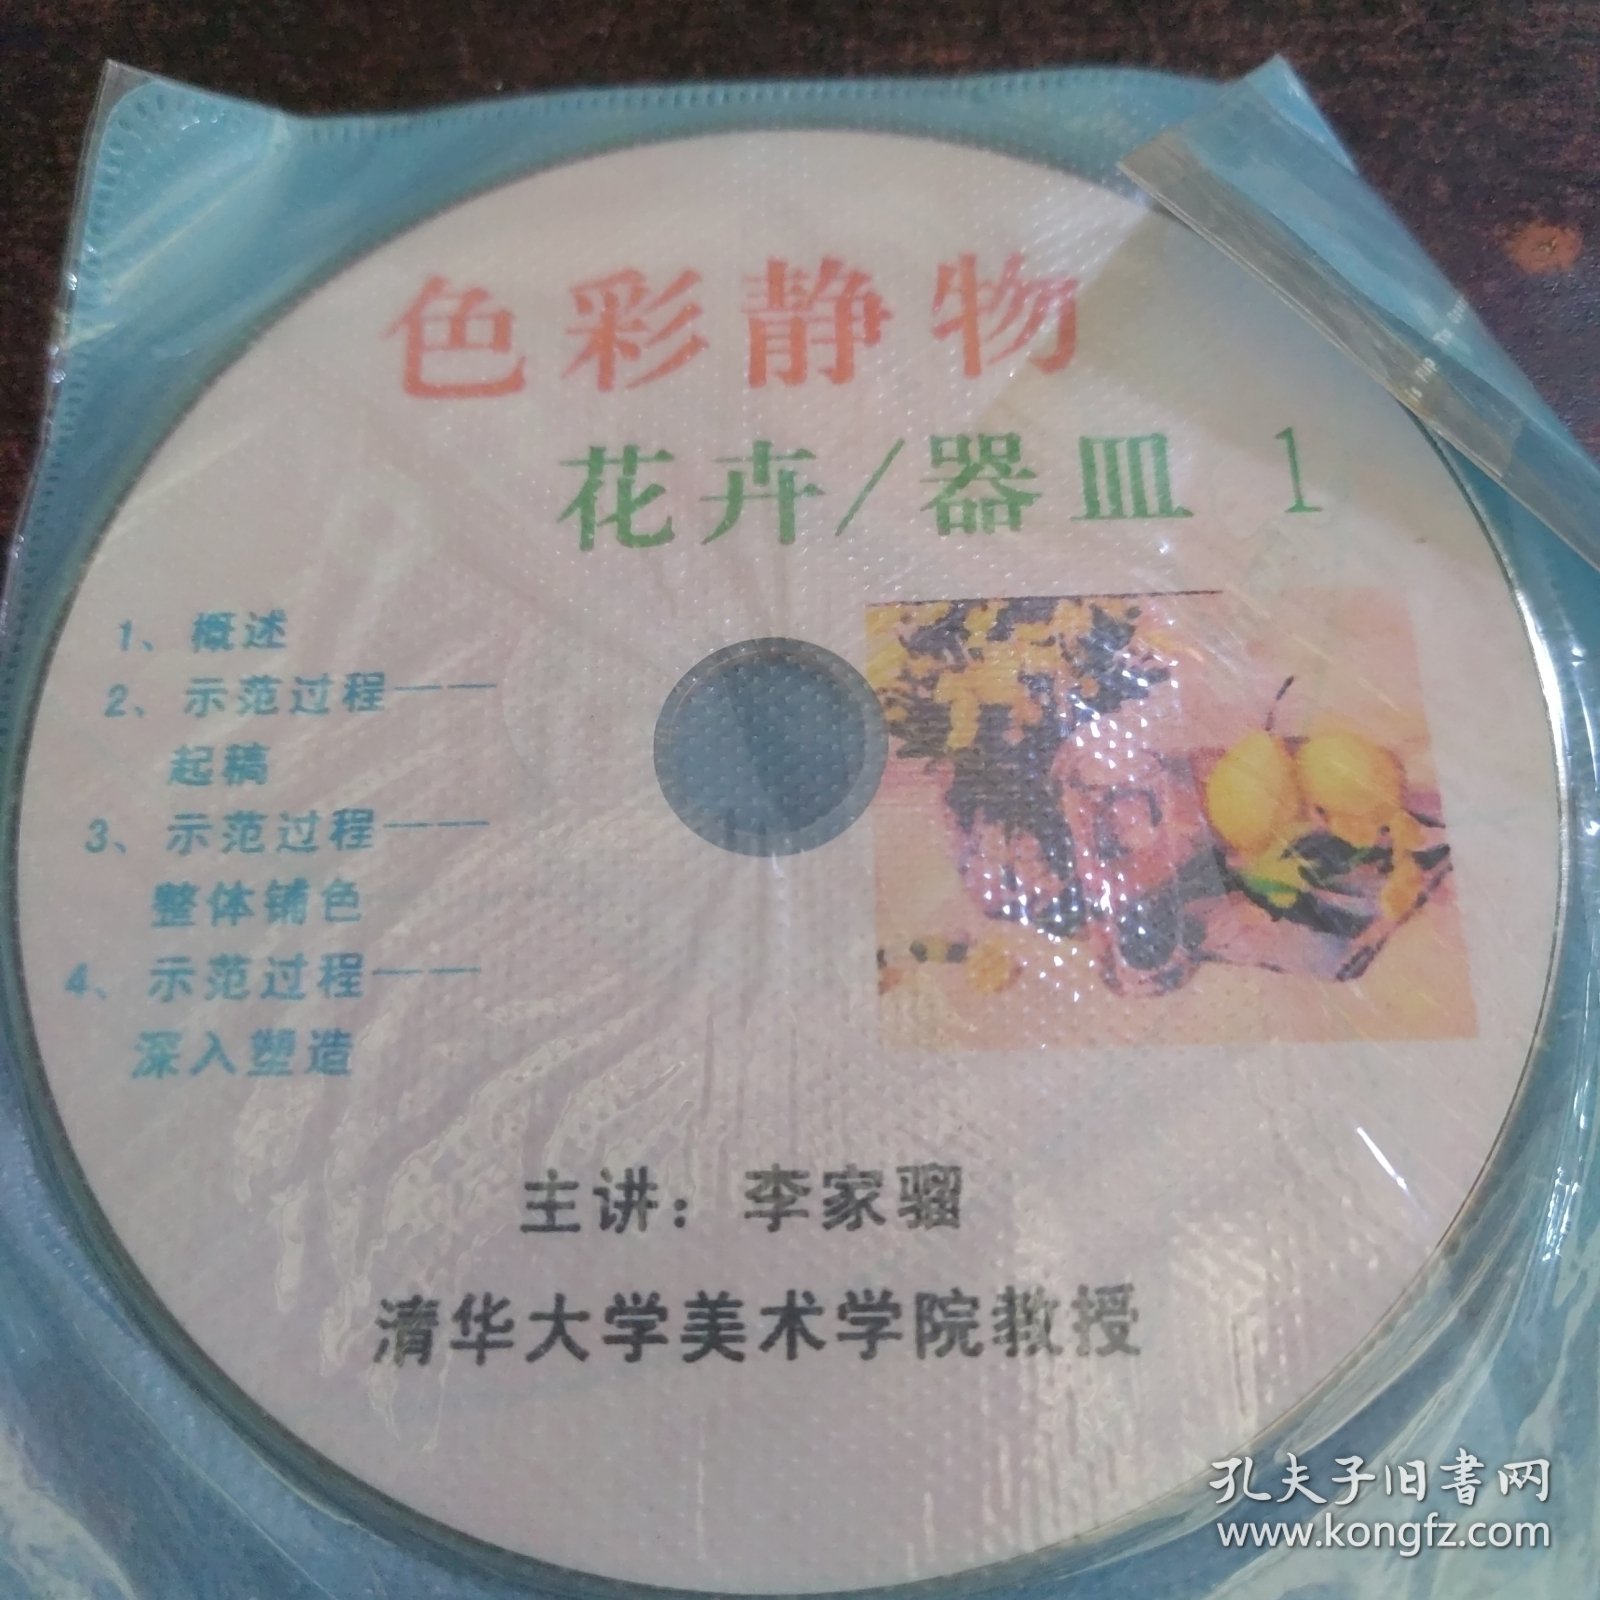 色彩静物
花卉/器皿 1
1、概述
2、示范过程——
起稿
3、示范过程——
整体铺色
4、示范过程——
深入塑造
主讲：李家骝
清华大学美术学院教授
孔夫子旧书网
www.kongfz.com